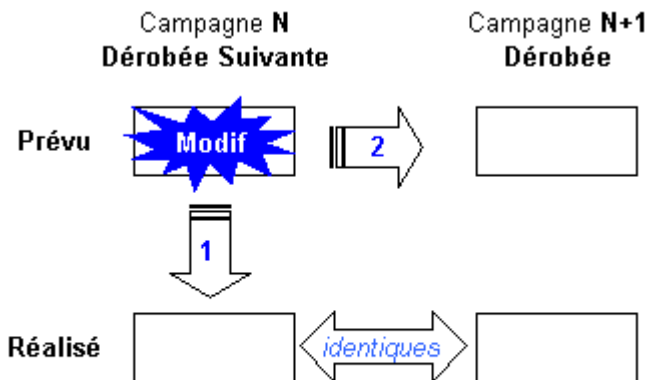 Campagne N
Dérobée Suivante
Campagne N+1
Dérobée
Prévu
Modif
2
1
Réalisé
identiques